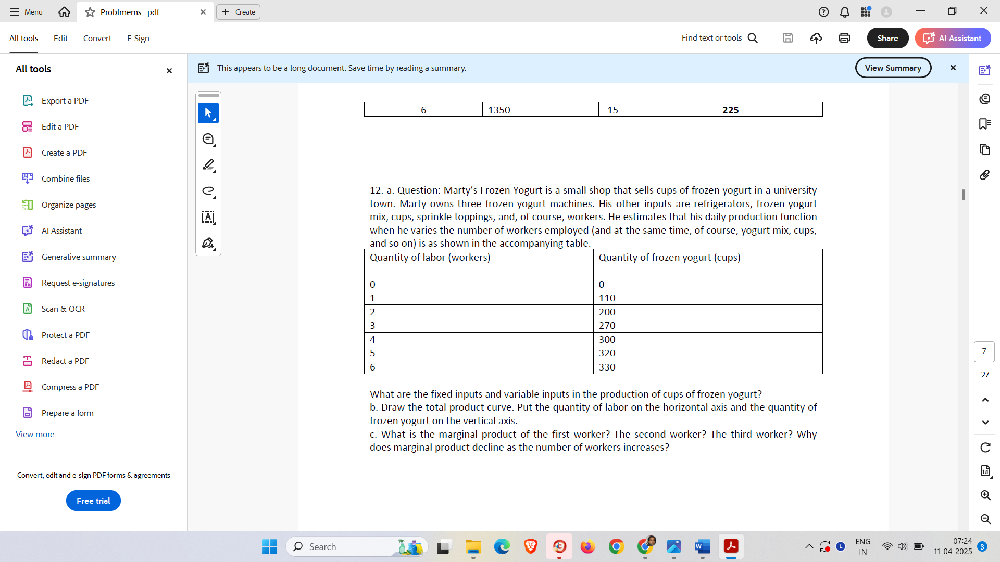 Menu
Problmems_.pdf
Create
All tools
Edit
Convert
E-Sign
Find text or tools
Share
AI Assistant
All tools
This appears to be a long document. Save time by reading a summary.
View Summary
Export a PDF
Edit a PDF
Create a PDF
Combine files
Organize pages
AI Assistant
Generative summary
Request e-signatures
Scan & OCR
Protect a PDF
Redact a PDF
Compress a PDF
Prepare a form
View more
Convert, edit and e-sign PDF forms & agreements
Free trial
6 1350 -15 225
12. a. Question: Marty’s Frozen Yogurt is a small shop that sells cups of frozen yogurt in a university
town. Marty owns three frozen-yogurt machines. His other inputs are refrigerators, frozen-yogurt
mix, cups, sprinkle toppings, and, of course, workers. He estimates that his daily production function
when he varies the number of workers employed (and at the same time, of course, yogurt mix, cups,
and so on) is as shown in the accompanying table.
Quantity of labor (workers) Quantity of frozen yogurt (cups)
0 0
1 110
2 200
3 270
4 300
5 320
6 330
What are the fixed inputs and variable inputs in the production of cups of frozen yogurt?
b. Draw the total product curve. Put the quantity of labor on the horizontal axis and the quantity of
frozen yogurt on the vertical axis.
c. What is the marginal product of the first worker? The second worker? The third worker? Why
does marginal product decline as the number of workers increases?
7
27
1:1
Search
ENG
IN
07:24
11-04-2025
8